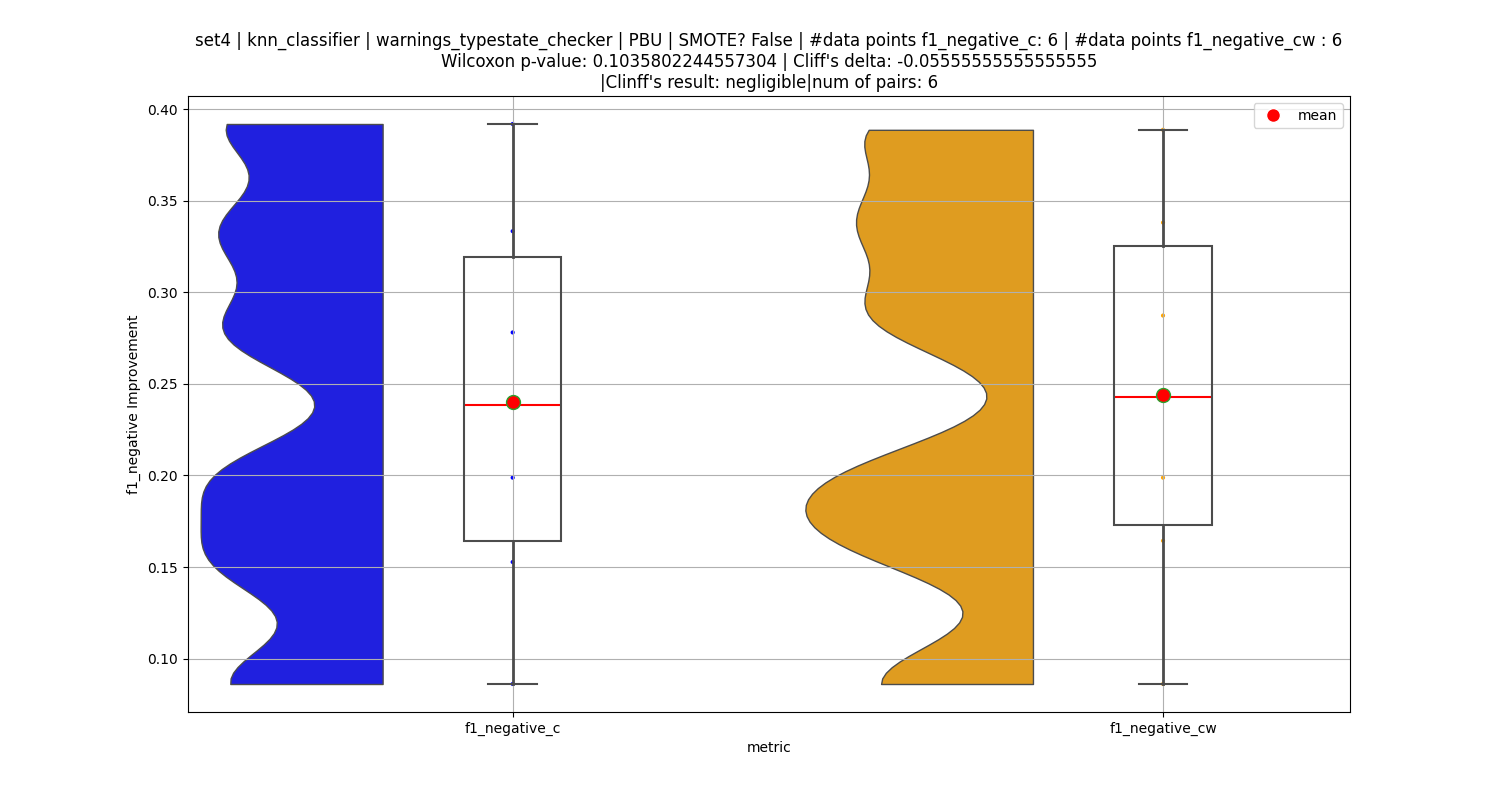 set4 | knn_classifier | warnings_typestate_checker | PBU | SMOTE? False | #data points f1_negative_c: 6 | #data points f1_negative_cw : 6
Wilcoxon p-value: 0.1035802244557304 | Cliff's delta: -0.05555555555555555
|Clinff's result: negligible|num of pairs: 6
mean
0.40
0.35
0.30
0.25
0.20
0.15
0.10
f1_negative Improvement
f1_negative_c
f1_negative_cw
metric